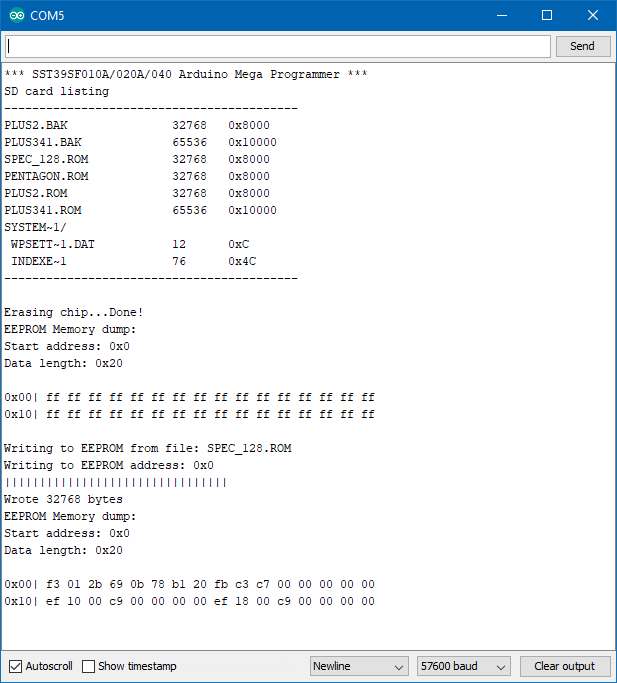 COM5
Send
*** SST39SF010A/020A/040 Arduino Mega Programmer ***
SD card listing
------------------------------------------
PLUS2.BAK 32768 0x8000
PLUS341.BAK 65536 0x10000
SPEC_128.ROM 32768 0x8000
PENTAGON.ROM 32768 0x8000
PLUS2.ROM 32768 0x8000
PLUS341.ROM 65536 0x10000
SYSTEM~1/
WPSETT~1.DAT 12 0xC
INDEXE~1 76 0x4C
------------------------------------------
Erasing chip...Done!
EEPROM Memory dump:
Start address: 0x0
Data length: 0x20
0x00| ff ff ff ff ff ff ff ff ff ff ff ff ff ff ff ff
0x10| ff ff ff ff ff ff ff ff ff ff ff ff ff ff ff ff
Writing to EEPROM from file: SPEC_128.ROM
Writing to EEPROM address: 0x0
||||||||||||||||||||||||||||||||
Wrote 32768 bytes
EEPROM Memory dump:
Start address: 0x0
Data length: 0x20
0x00| f3 01 2b 69 0b 78 b1 20 fb c3 c7 00 00 00 00 00
0x10| ef 10 00 c9 00 00 00 00 ef 18 00 c9 00 00 00 00
Autoscroll Show timestamp Newline 57600 baud Clear output